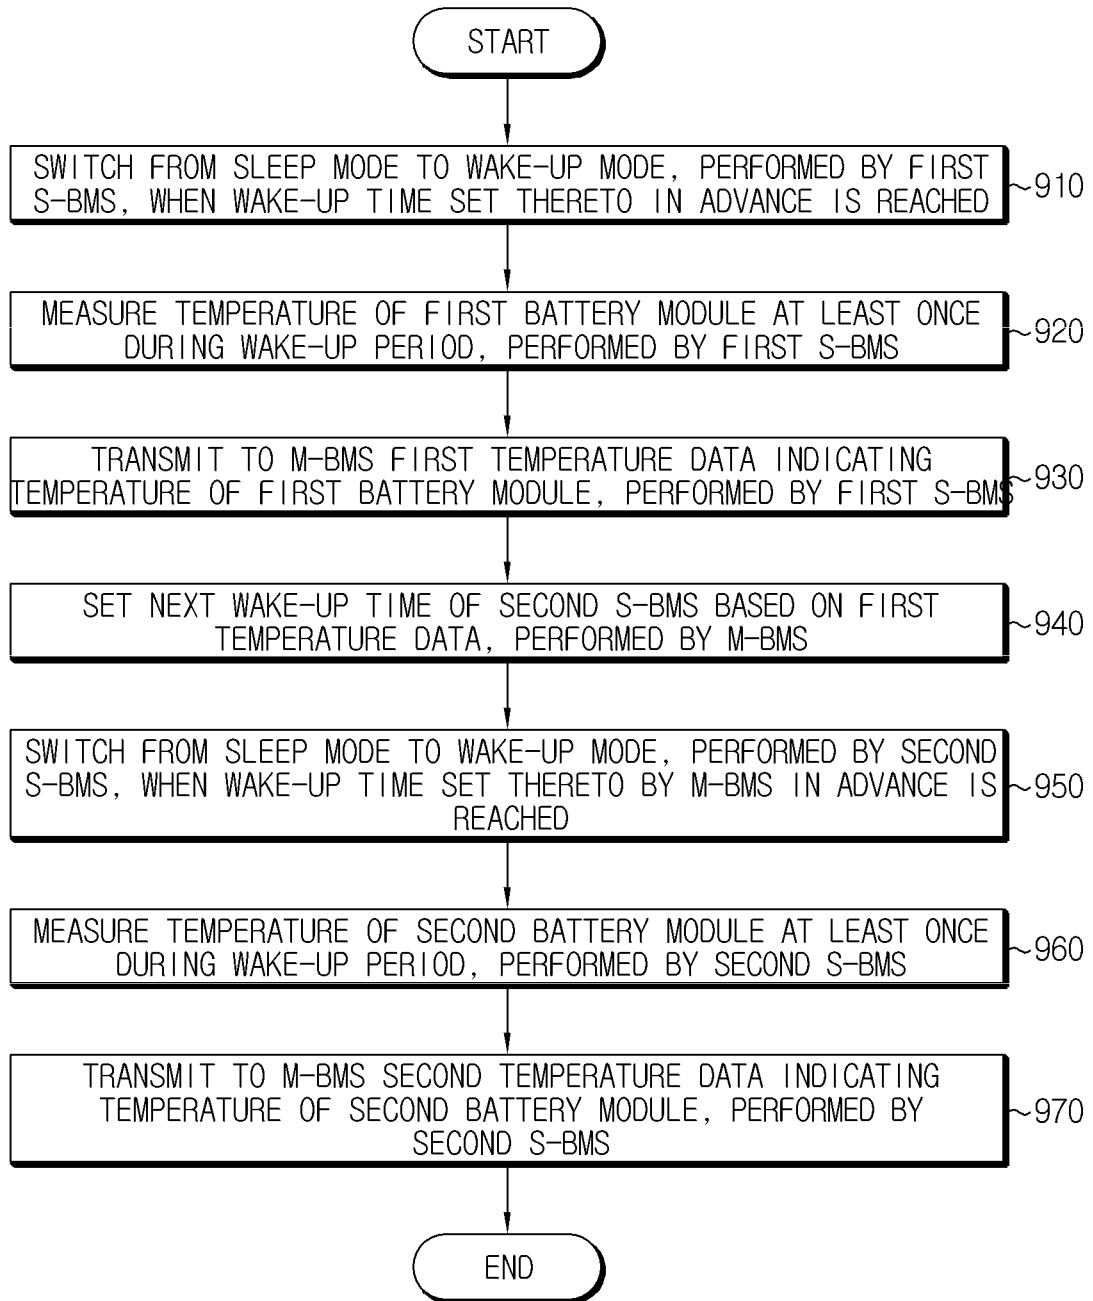 START
SWITCH FROM SLEEP MODE TO WAKE-UP MODE, PERFORMED BY FIRST
S-BMS, WHEN WAKE-UP TIME SET THERETO IN ADVANCE IS REACHED
910
MEASURE TEMPERATURE OF FIRST BATTERY MODULE AT LEAST ONCE
DURING WAKE-UP PERIOD, PERFORMED BY FIRST S-BMS
920
TRANSMIT TO M-BMS FIRST TEMPERATURE DATA INDICATING
TEMPERATURE OF FIRST BATTERY MODULE, PERFORMED BY FIRST S-BMS
930
SET NEXT WAKE-UP TIME OF SECOND S-BMS BASED ON FIRST
TEMPERATURE DATA, PERFORMED BY M-BMS
940
SWITCH FROM SLEEP MODE TO WAKE-UP MODE, PERFORMED BY SECOND
S-BMS, WHEN WAKE-UP TIME SET THERETO BY M-BMS IN ADVANCE IS
REACHED
950
MEASURE TEMPERATURE OF SECOND BATTERY MODULE AT LEAST ONCE
DURING WAKE-UP PERIOD, PERFORMED BY SECOND S-BMS
960
TRANSMIT TO M-BMS SECOND TEMPERATURE DATA INDICATING
TEMPERATURE OF SECOND BATTERY MODULE, PERFORMED BY
SECOND S-BMS
970
END